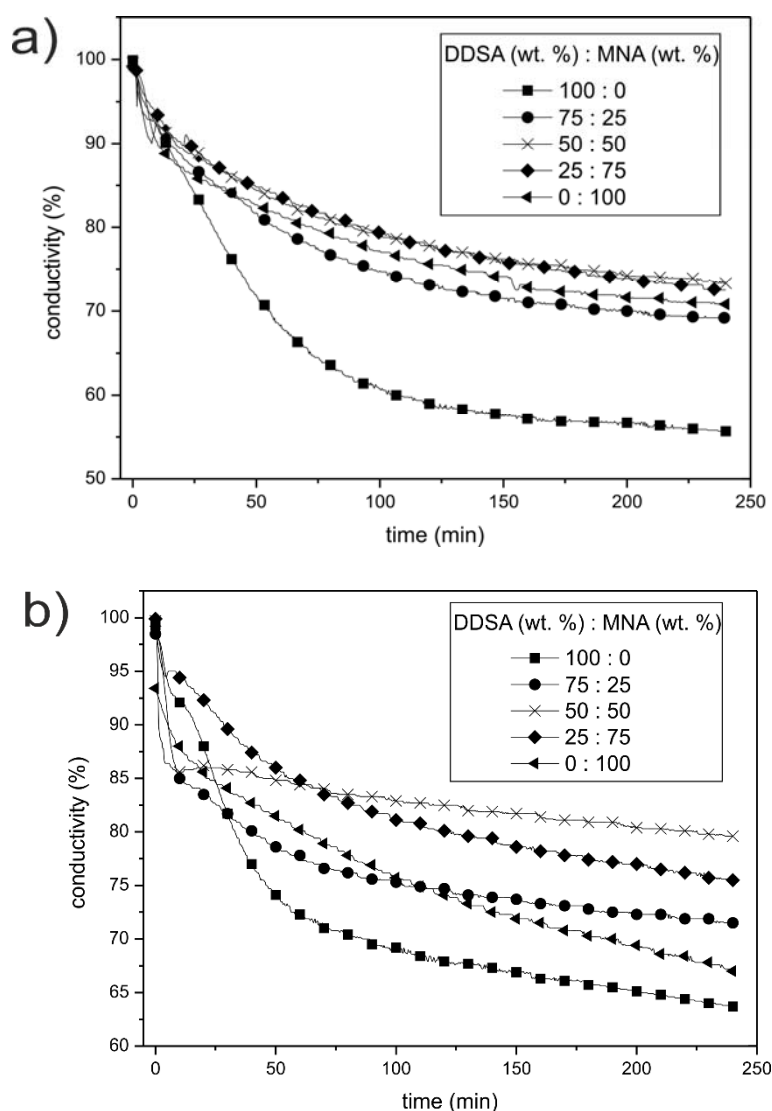 a)
DDSA (wt. %) : MNA (wt. %)
100 : 0
75 : 25
50 : 50
25 : 75
0 : 100
100
90
80
70
60
50
conductivity (%)
0 50 100 150 200 250
time (min)
b)
DDSA (wt. %) : MNA (wt. %)
100 : 0
75 : 25
50 : 50
25 : 75
0 : 100
100
95
90
85
80
75
70
65
60
conductivity (%)
0 50 100 150 200 250
time (min)